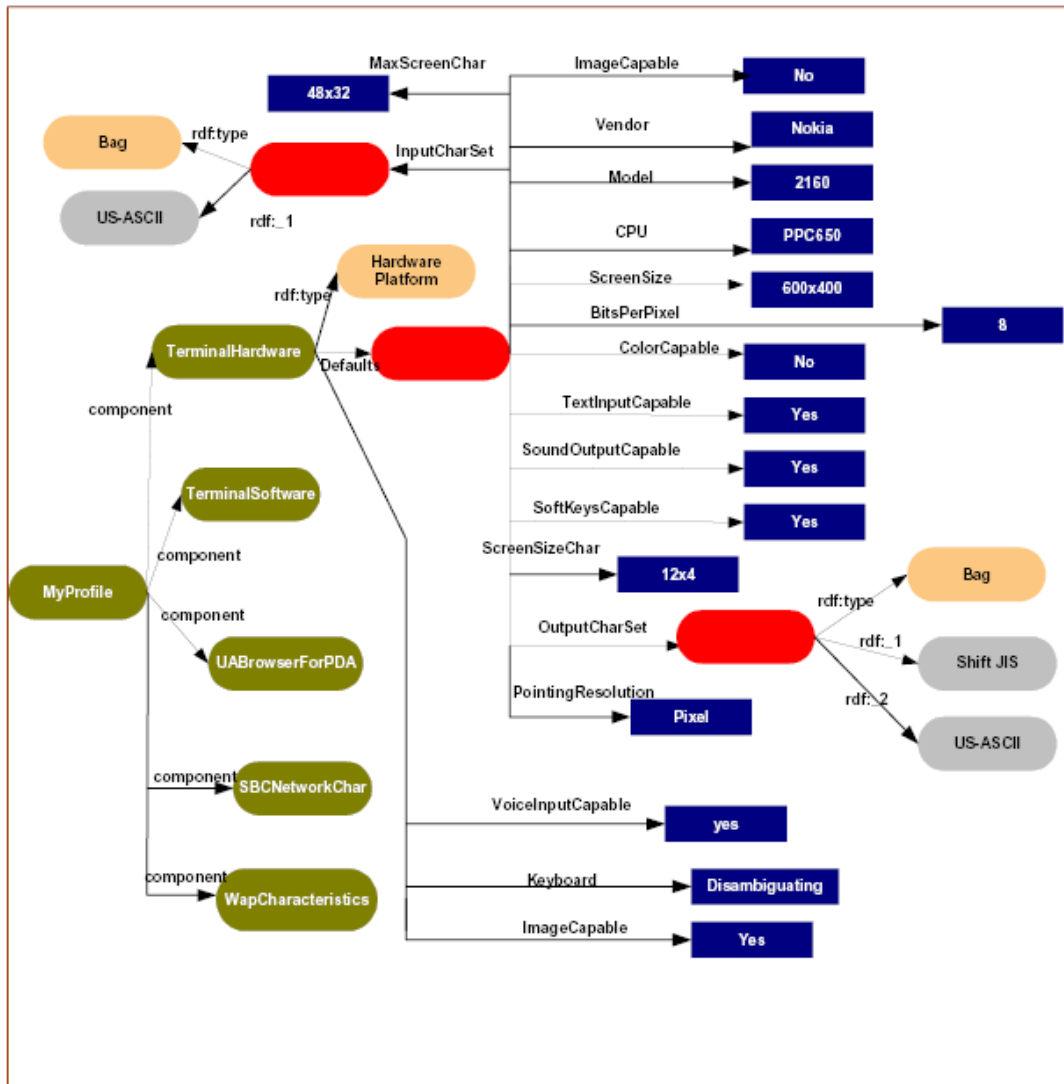 MaxScreenChar
ImageCapable
48x32
No
Bag
rdf:type
InputCharSet
Vendor
Nokia
US-ASCII
rdf:_1
Model
2160
CPU
PPC650
Hardware
Platform
rdf:type
ScreenSize
600x400
BitsPerPixel
8
TerminalHardware
Defaults
ColorCapable
No
component
TextInputCapable
Yes
SoundOutputCapable
Yes
TerminalSoftware
SoftKeysCapable
Yes
component
ScreenSizeChar
12x4
Bag
MyProfile
rdf:type
component
OutputCharSet
rdf:_1
UABrowserForPDA
Shift JIS
PointingResolution
rdf:_2
Pixel
US-ASCII
component
SBCNetworkChar
VoiceInputCapable
yes
component
WapCharacteristics
Keyboard
Disambiguating
ImageCapable
Yes